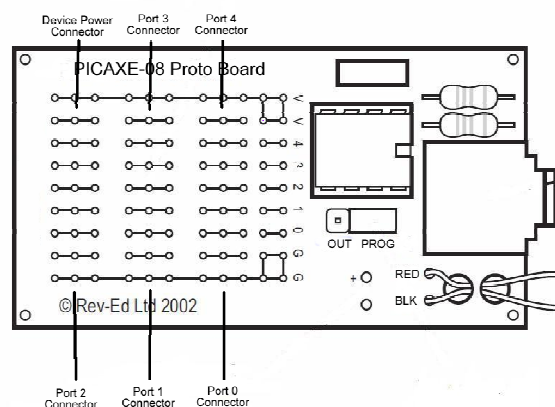 Device Power
Connector
Port 3
Connector
Port 4
Connector
PICAXE-08 Proto Board
V
V
4
3
2
1
0
G
G
OUT PROG
+
RED
BLK
© Rev-Ed Ltd 2002
Port 2
Connector
Port 1
Connector
Port 0
Connector